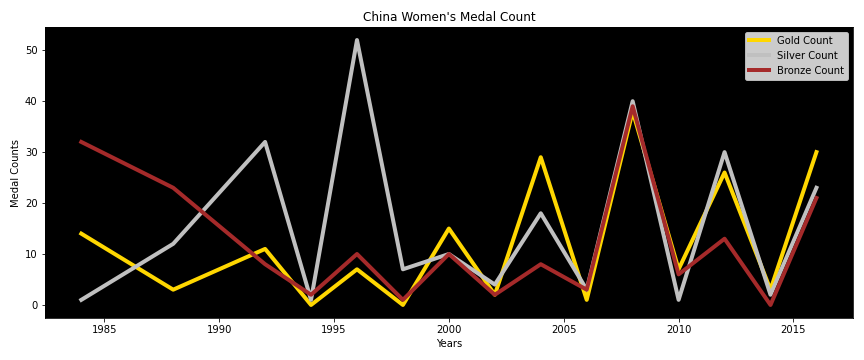 China Women's Medal Count
Gold Count
Silver Count
Bronze Count
Medal Counts
50
40
30
20
10
0
1985 1990 1995 2000 2005 2010 2015
Years